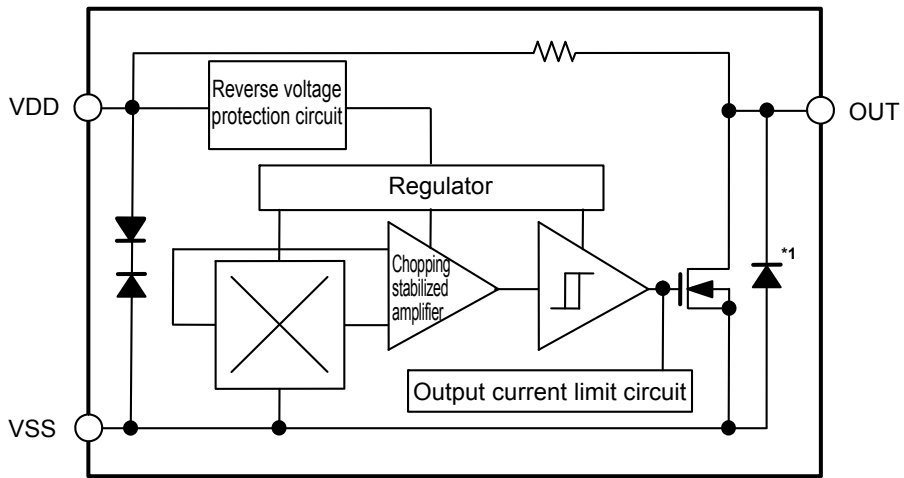 Reverse voltage
protection circuit
VDD
OUT
Regulator
Chopping
stabilized
amplifier
*1
Output current limit circuit
VSS